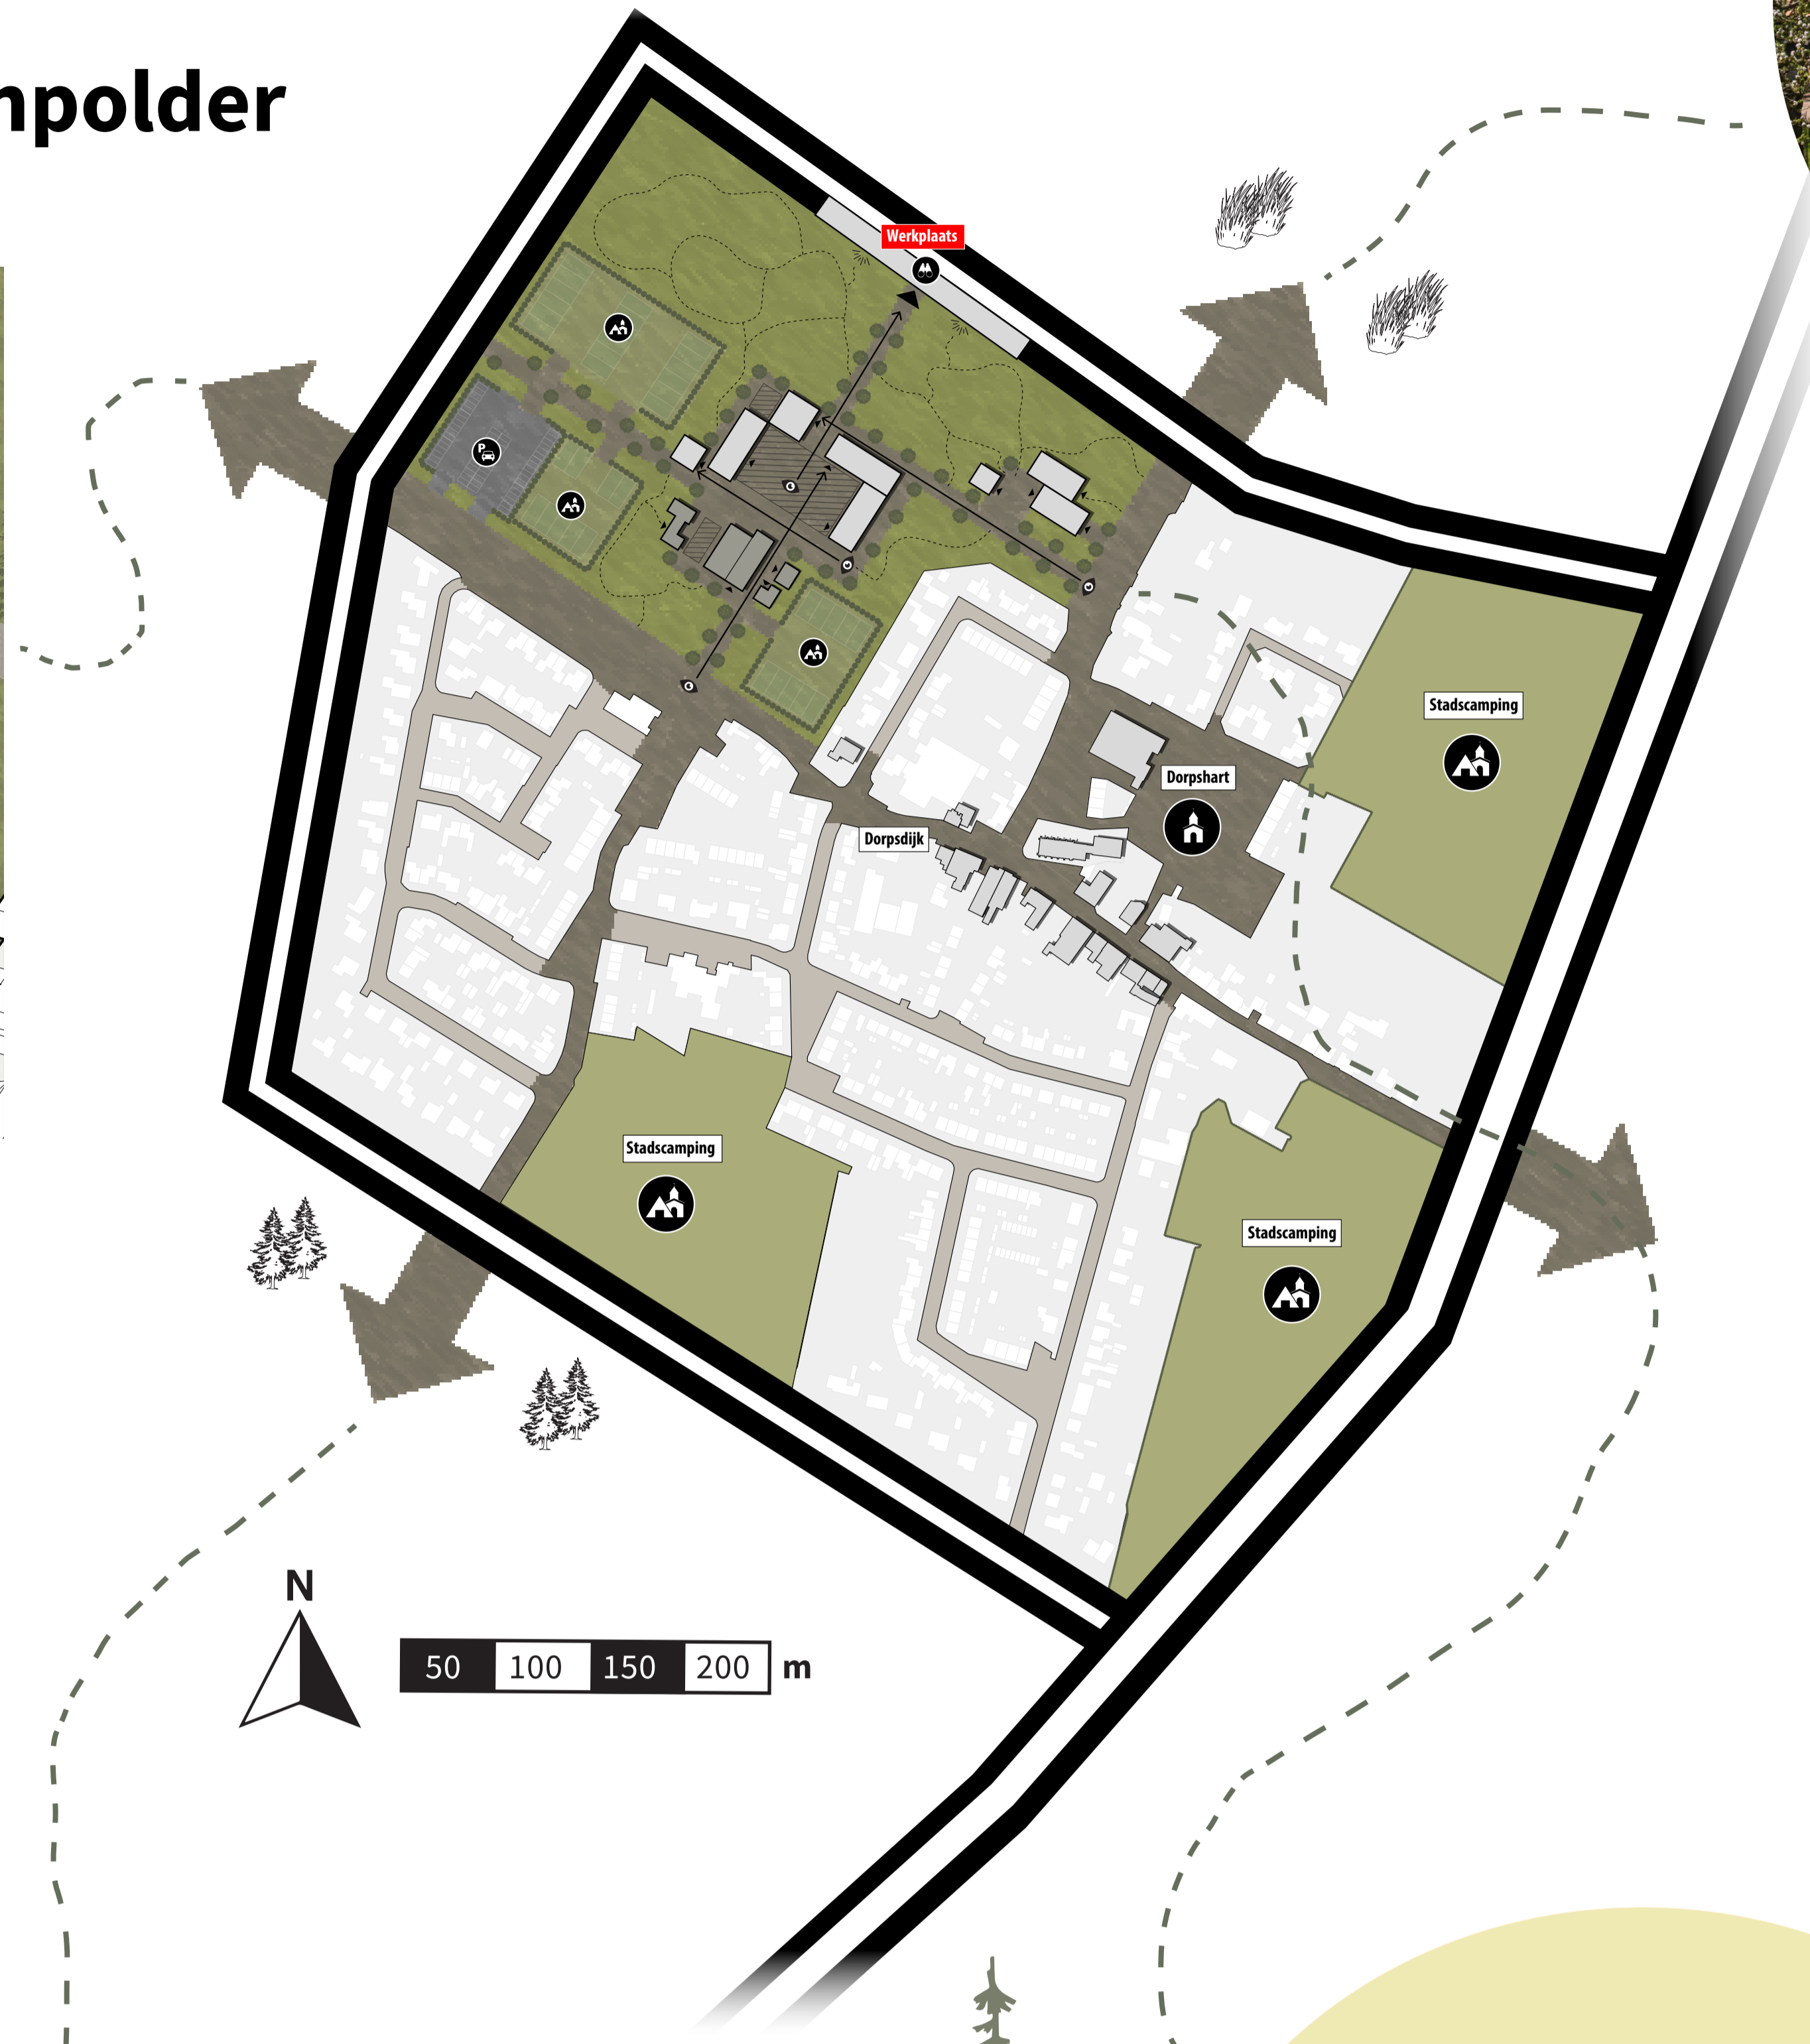 npolder
Werkplaats
P
Stadscamping
Dorpshart
Dorpsdijk
Stadscamping
Stadscamping
N
50 100 150 200 m